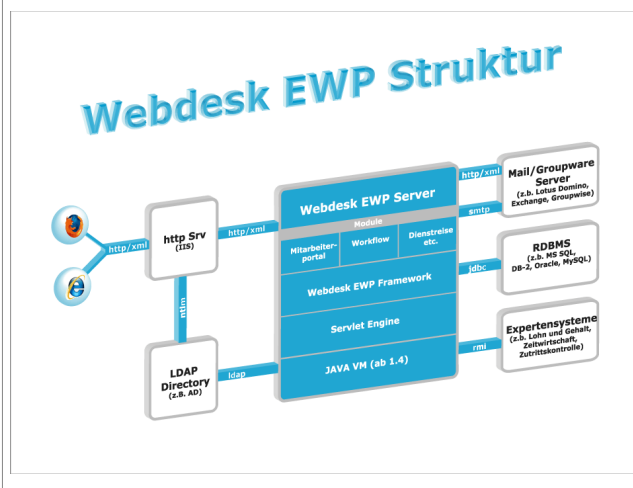 Webdesk EWP Struktur
http/xml
http Srv
(IIS)
http/xml
ntlm
LDAP
Directory
(z.B. AD)
ldap
Webdesk EWP Server
Module
Mitarbeiter-
portal
Workflow
Dienstreise
etc.
Webdesk EWP Framework
Servlet Engine
JAVA VM (ab 1.4)
http/xml
smtp
Mail/Groupware
Server
(z.b. Lotus Domino,
Exchange, Groupwise)
jdbc
RDBMS
(z.b. MS SQL,
DB-2, Oracle, MySQL)
rmi
Expertensysteme
(z.b. Lohn und Gehalt,
Zeitwirtschaft,
Zutrittskontrolle)